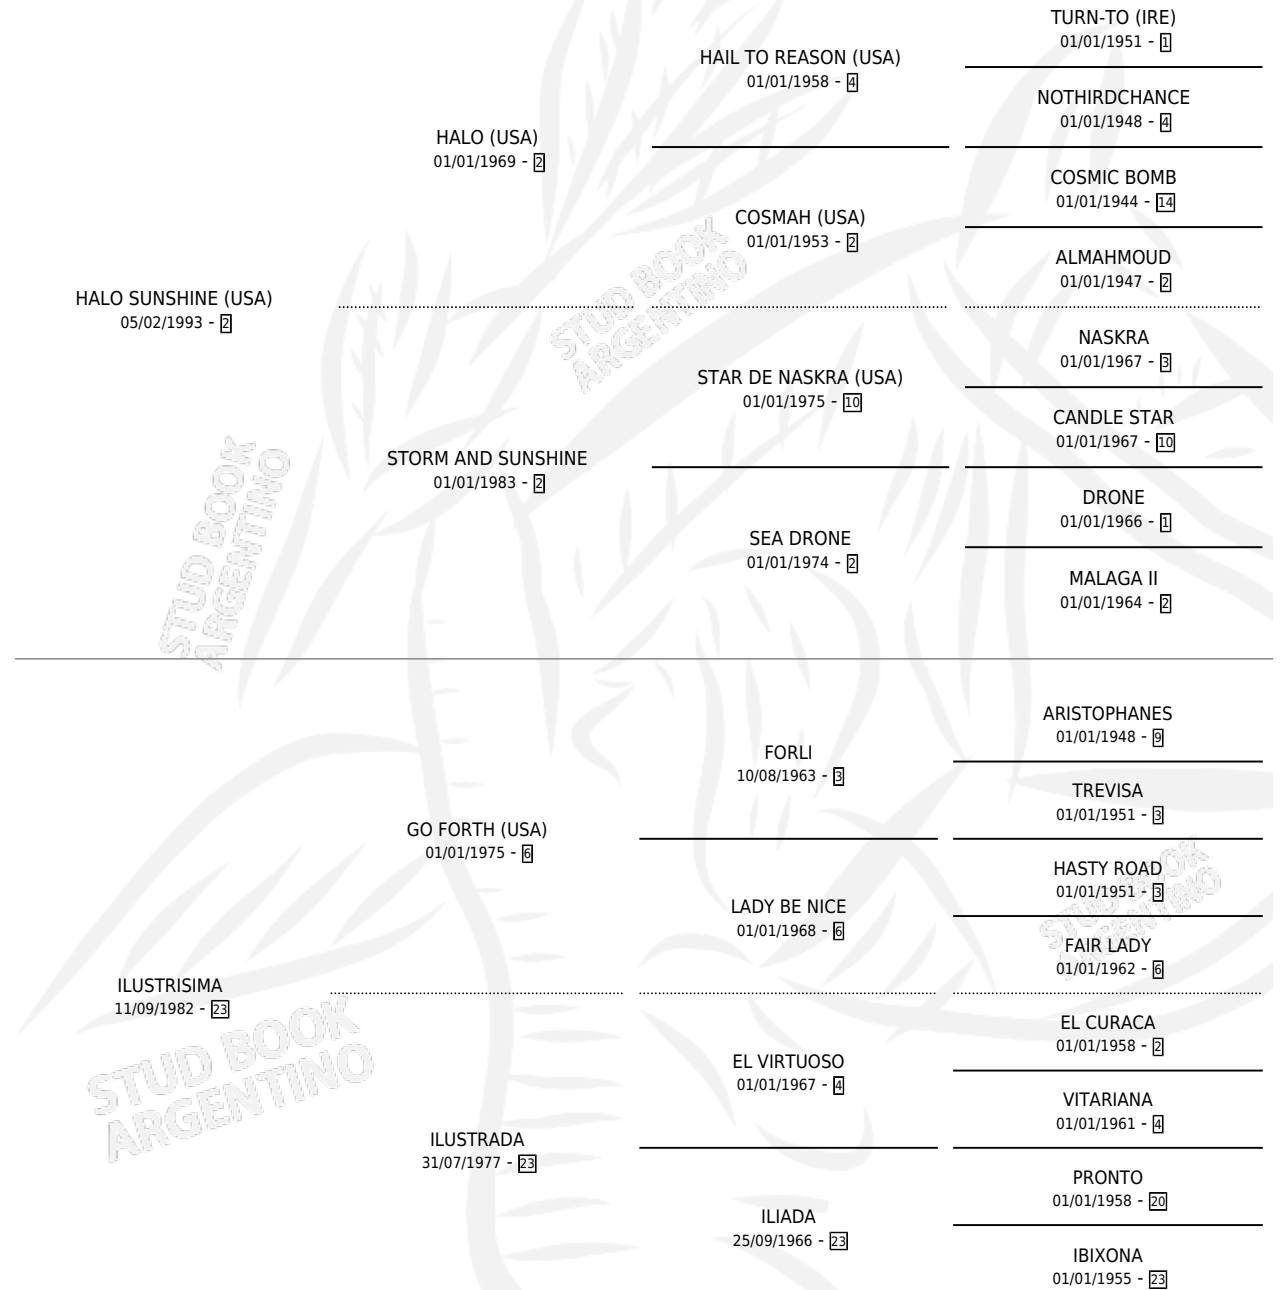 TURN-TO (IRE)
01/01/1951 - 1
HAIL TO REASON (USA)
01/01/1958 - 4
NOTHIRDCHANCE
01/01/1948 - 4
HALO (USA)
01/01/1969 - 2
COSMIC BOMB
01/01/1944 - 14
COSMAH (USA)
01/01/1953 - 2
ALMAHMOUD
01/01/1947 - 2
HALO SUNSHINE (USA)
05/02/1993 - 2
STUD BOOK
ARGENTINO
NASKRA
01/01/1967 - 3
STAR DE NASKRA (USA)
01/01/1975 - 10
CANDLE STAR
01/01/1967 - 10
STORM AND SUNSHINE
01/01/1983 - 2
DRONE
01/01/1966 - 1
SEA DRONE
01/01/1974 - 2
MALAGA II
01/01/1964 - 2
STUD BOOK
ARGENTINO
ARISTOPHANES
01/01/1948 - 9
FORLI
10/08/1963 - 3
TREVISA
01/01/1951 - 3
GO FORTH (USA)
01/01/1975 - 6
HASTY ROAD
01/01/1951 - 3
LADY BE NICE
01/01/1968 - 6
STUD BOOK
ARGENTINO
FAIR LADY
01/01/1962 - 6
ILUSTRISIMA
11/09/1982 - 23
EL CURACA
01/01/1958 - 2
EL VIRTUOSO
01/01/1967 - 4
STUD BOOK
ARGENTINO
VITARIANA
01/01/1961 - 4
ILUSTRADA
31/07/1977 - 23
PRONTO
01/01/1958 - 20
ILIADA
25/09/1966 - 23
IBIXONA
01/01/1955 - 23